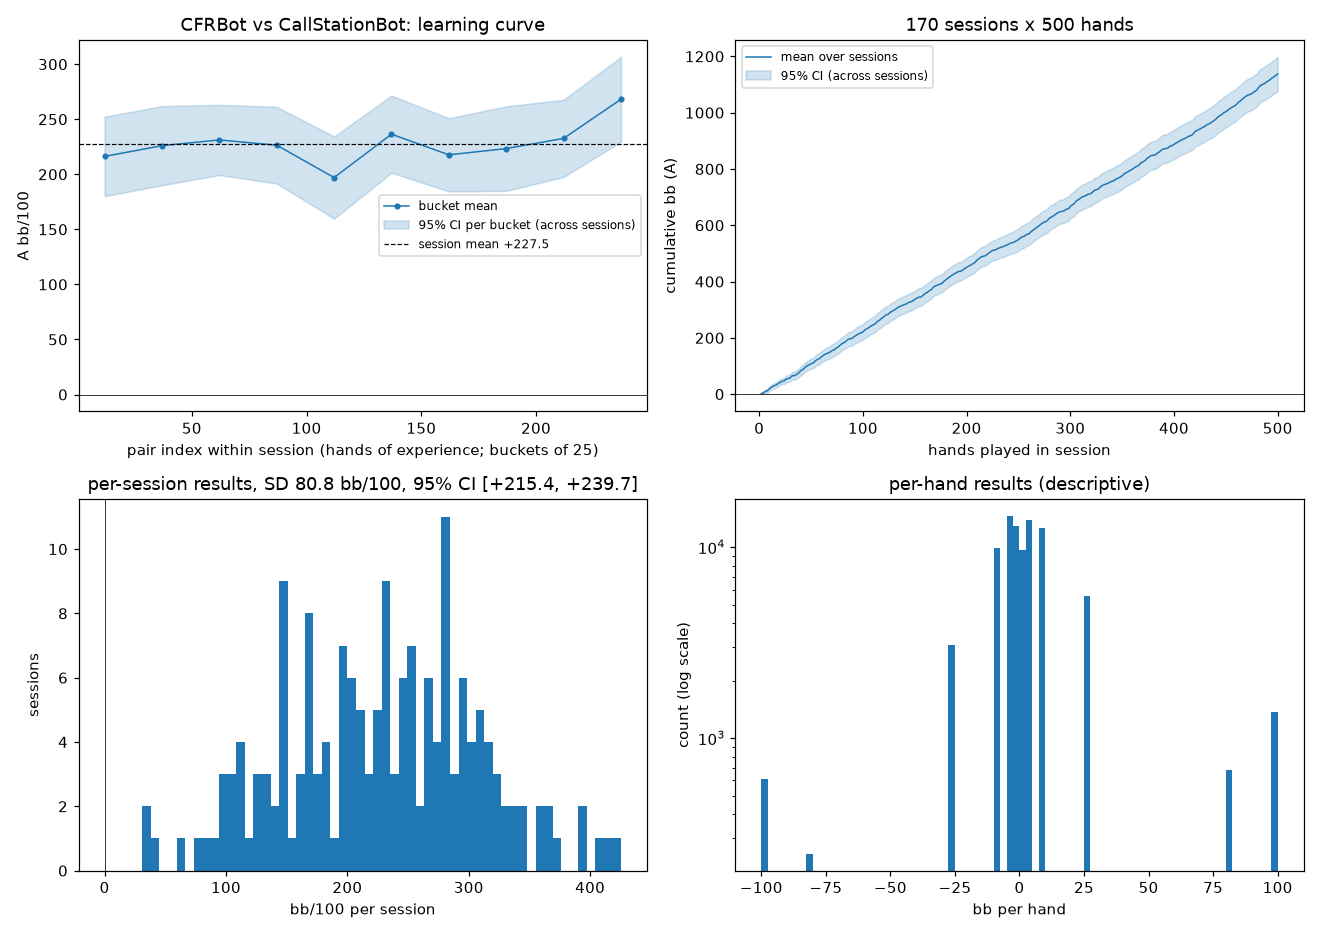 CFRBot vs CallStationBot: learning curve
300
250
200
150
100
50
0
A bb/100
bucket mean
95% CI per bucket (across sessions)
session mean +227.5
50
100
150
200
pair index within session (hands of experience; buckets of 25)
170 sessions x 500 hands
1200
1000
800
600
400
200
0
cumulative bb (A)
mean over sessions
95% CI (across sessions)
0
100
200
300
400
500
hands played in session
per-session results, SD 80.8 bb/100, 95% CI [+215.4, +239.7]
10
8
6
4
2
0
sessions
0
100
200
300
400
bb/100 per session
per-hand results (descriptive)
10⁴
10³
count (log scale)
−100
−75
−50
−25
0
25
50
75
100
bb per hand